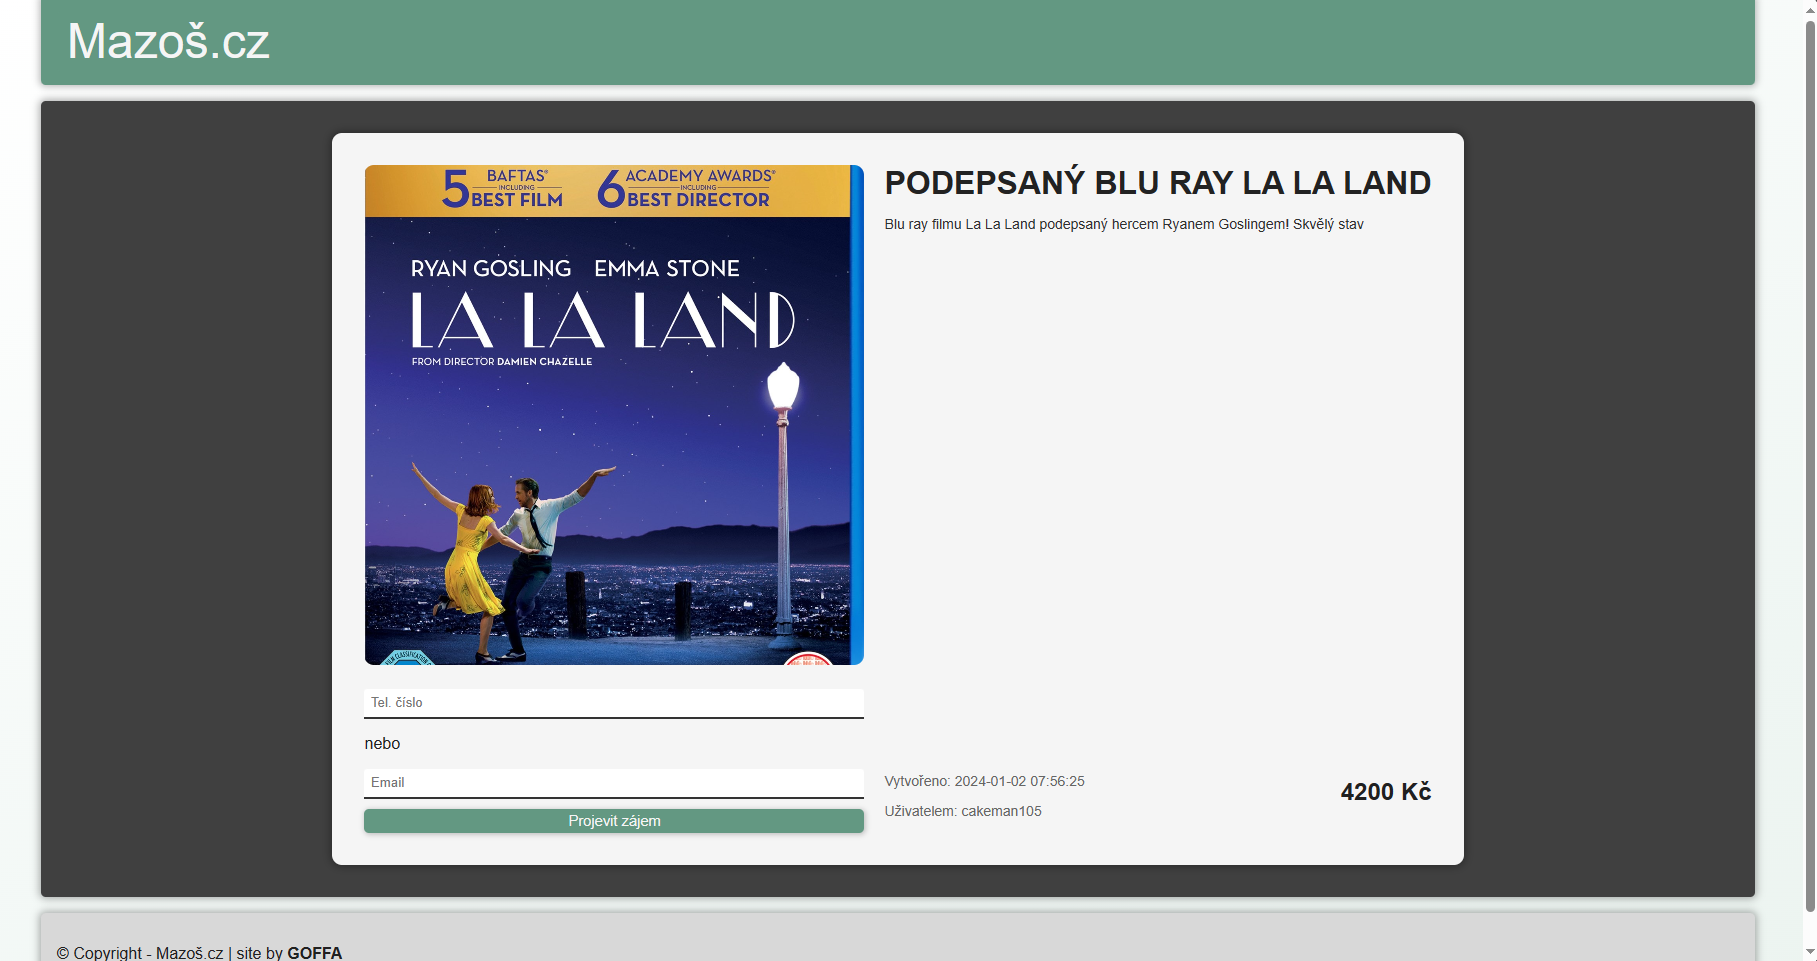 Mazoš.cz
5 BAFTAS® INCLUDING BEST FILM
6 ACADEMY AWARDS® INCLUDING BEST DIRECTOR
RYAN GOSLING EMMA STONE
LA LA LAND
FROM DIRECTOR DAMIEN CHAZELLE
PODEPSANÝ BLU RAY LA LA LAND
Blu ray filmu La La Land podepsaný hercem Ryanem Goslingem! Skvělý stav
Tel. číslo
nebo
Email
Projevit zájem
Vytvořeno: 2024-01-02 07:56:25
Uživatelem: cakeman105
4200 Kč
© Copyright - Mazoš.cz | site by GOFFA